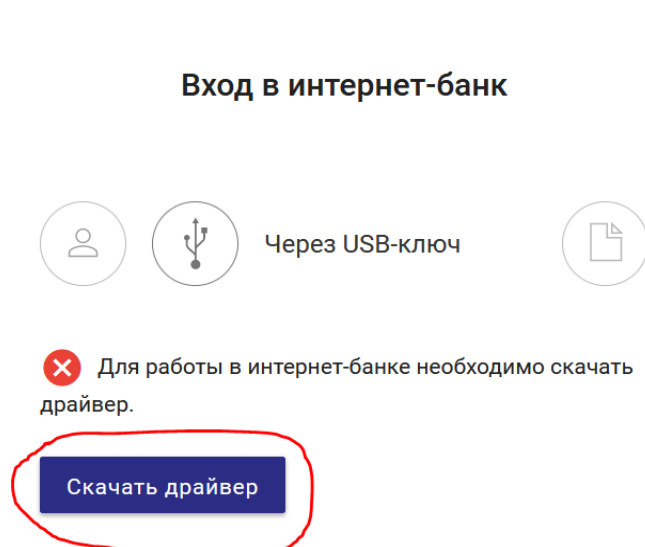 Вход в интернет-банк
Через USB-ключ
Для работы в интернет-банке необходимо скачать
драйвер.
Скачать драйвер